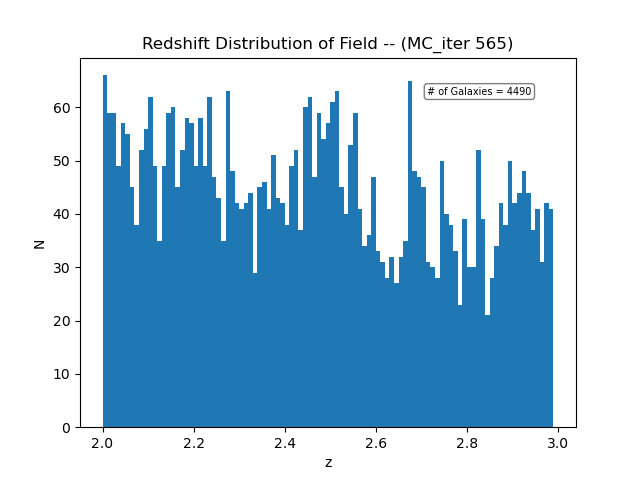 Redshift Distribution of Field -- (MC_iter 565)
# of Galaxies = 4490
N
60
50
40
30
20
10
0
2.0 2.2 2.4 2.6 2.8 3.0
z